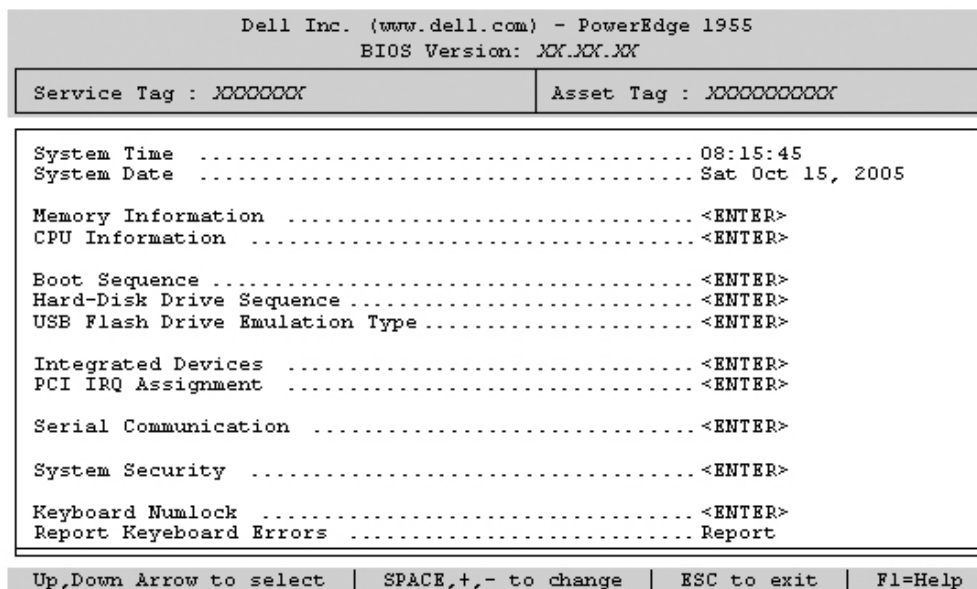 Dell Inc. (www.dell.com) - PowerEdge 1955
BIOS Version: XX.XX.XX
Service Tag : XXXXXXX Asset Tag : XXXXXXXXXX
System Time ........................................ 08:15:45
System Date ........................................ Sat Oct 15, 2005
Memory Information ................................. <ENTER>
CPU Information .................................... <ENTER>
Boot Sequence ....................................... <ENTER>
Hard-Disk Drive Sequence ............................ <ENTER>
USB Flash Drive Emulation Type ...................... <ENTER>
Integrated Devices ................................. <ENTER>
PCI IRQ Assignment ................................. <ENTER>
Serial Communication ............................... <ENTER>
System Security .................................... <ENTER>
Keyboard Numlock ................................... <ENTER>
Report Keyeboard Errors ............................ Report
Up,Down Arrow to select | SPACE,+,- to change | ESC to exit | F1=Help